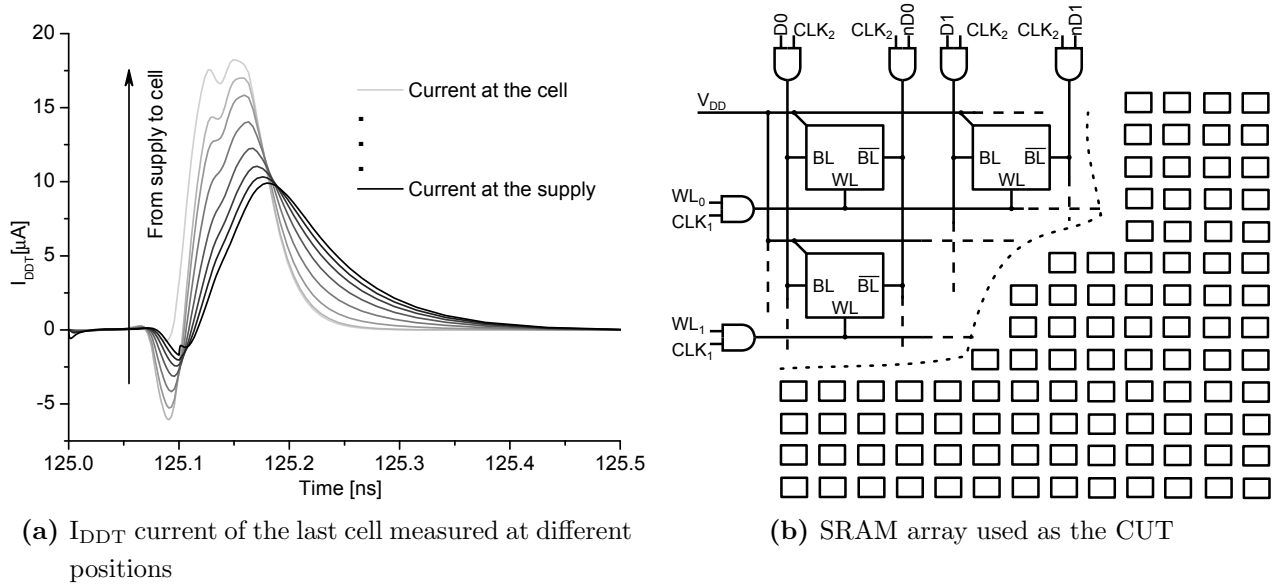 20
15
10
5
0
-5
I_DDT [μA]
From supply to cell
Current at the cell
Current at the supply
125.0 125.1 125.2 125.3 125.4 125.5
Time [ns]
(a) I_DDT current of the last cell measured at different
positions
D0 CLK₂ CLK₂ nD0 D1 CLK₂ CLK₂ nD1
V_DD
BL B̅L̅ BL B̅L̅
WL WL
WL₀
CLK₁
BL B̅L̅
WL
WL₁
CLK₁
(b) SRAM array used as the CUT